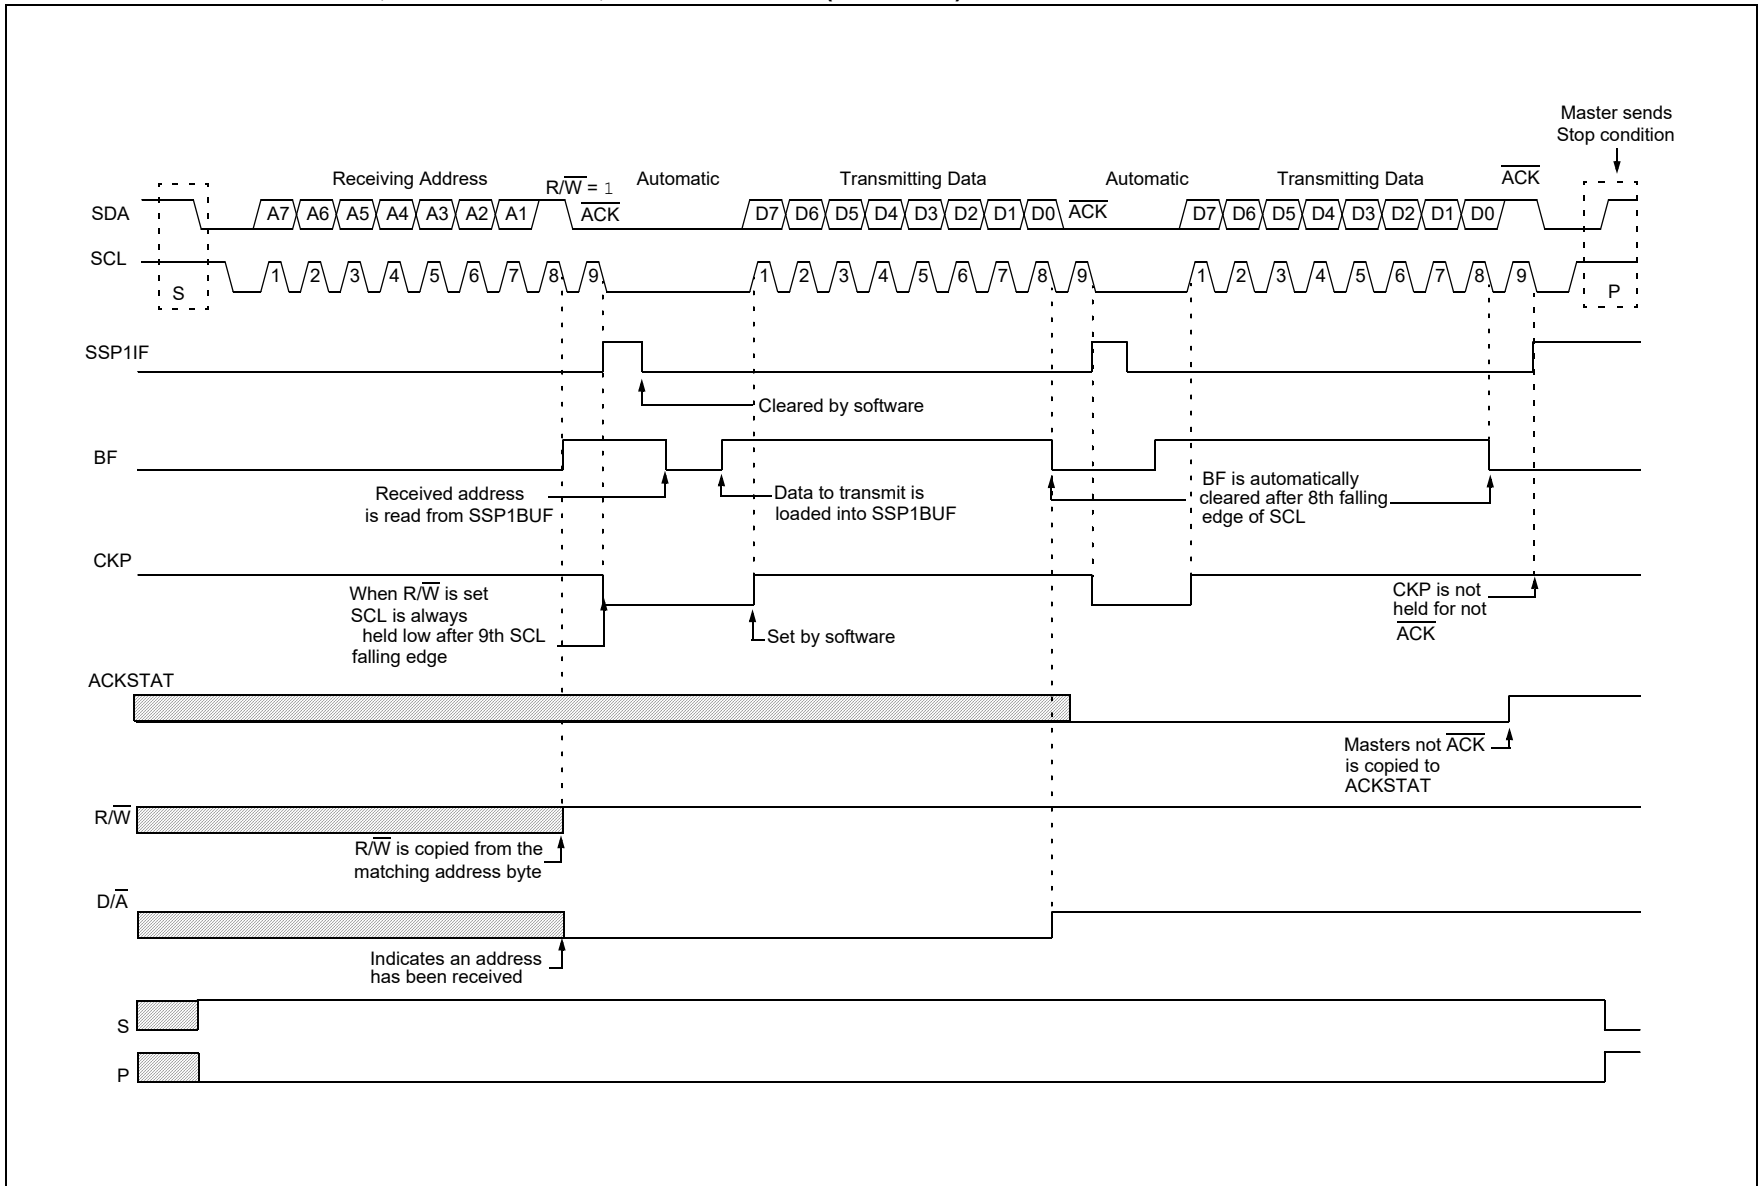 Master sends
Stop condition
Receiving Address
R/W̅ = 1
Automatic
Transmitting Data
Automatic
Transmitting Data
A̅C̅K̅
SDA
A7 A6 A5 A4 A3 A2 A1
A̅C̅K̅
D7 D6 D5 D4 D3 D2 D1 D0
A̅C̅K̅
D7 D6 D5 D4 D3 D2 D1 D0
SCL
1 2 3 4 5 6 7 8 9
1 2 3 4 5 6 7 8 9
1 2 3 4 5 6 7 8 9
S
P
SSP1IF
Cleared by software
BF
Received address
is read from SSP1BUF
Data to transmit is
loaded into SSP1BUF
BF is automatically
cleared after 8th falling
edge of SCL
CKP
When R/W̅ is set
SCL is always
held low after 9th SCL
falling edge
Set by software
CKP is not
held for not
A̅C̅K̅
ACKSTAT
Masters not A̅C̅K̅
is copied to
ACKSTAT
R/W̅
R/W̅ is copied from the
matching address byte
D/A̅
Indicates an address
has been received
S
P